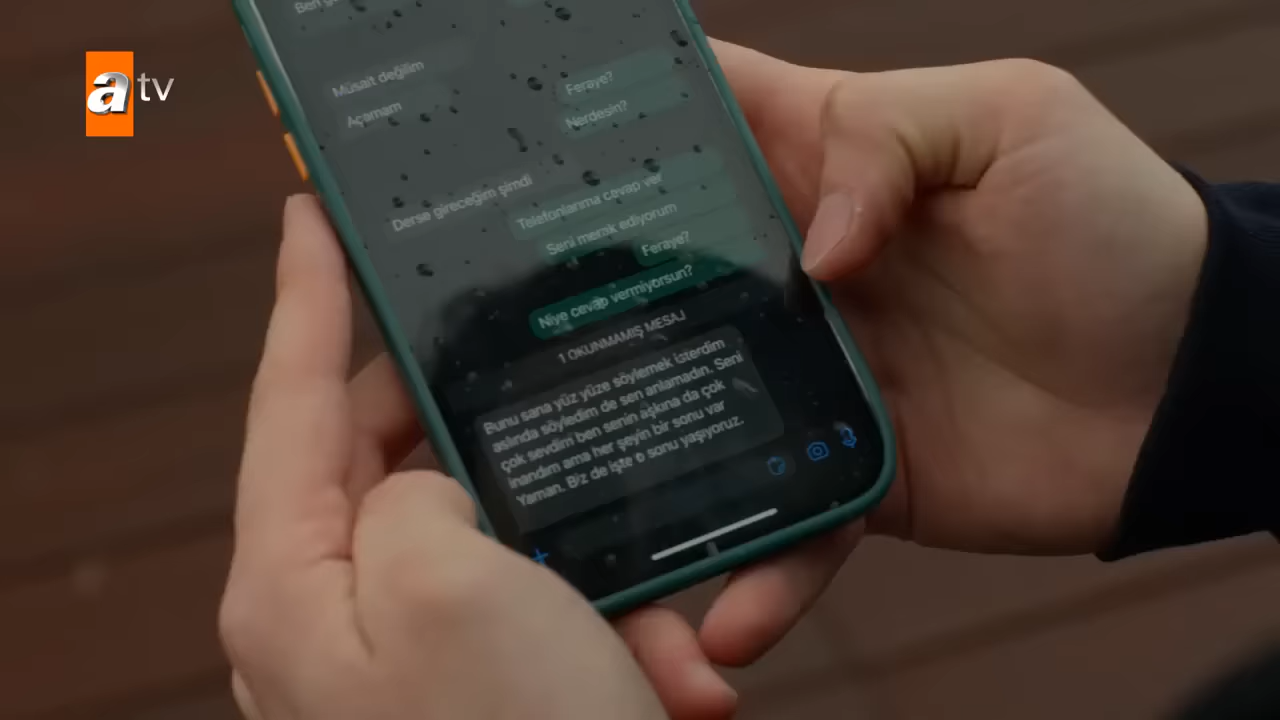 atv
Ben
Müsait değilim
Açamam
Feraye?
Nerdesin?
Derse gireceğim şimdi
Telefonlarıma cevap ver
Seni merak ediyorum
Feraye?
Niye cevap vermiyorsun?
1 OKUNMAMIŞ MESAJ
Bunu sana yüz yüze söylemek isterdim
aslında söyledim de sen anlamadın. Seni
çok sevdim ben senin aşkına da çok
inandım ama her şeyin bir sonu var
Yaman. Biz de işte o sonu yaşıyoruz.